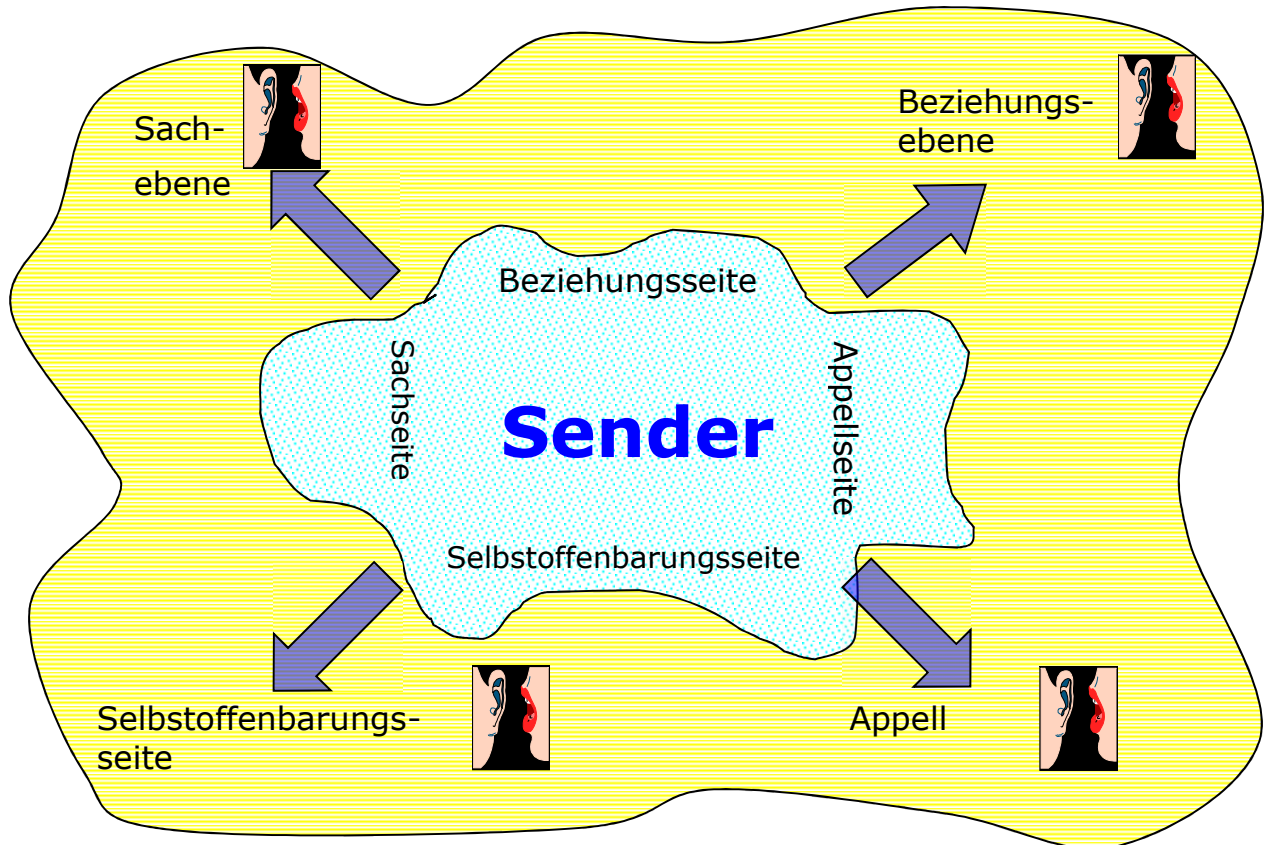 Sach-
ebene
Beziehungs-
ebene
Beziehungsseite
Sachseite
Appellseite
Sender
Selbstoffenbarungsseite
Selbstoffenbarungs-
seite
Appell